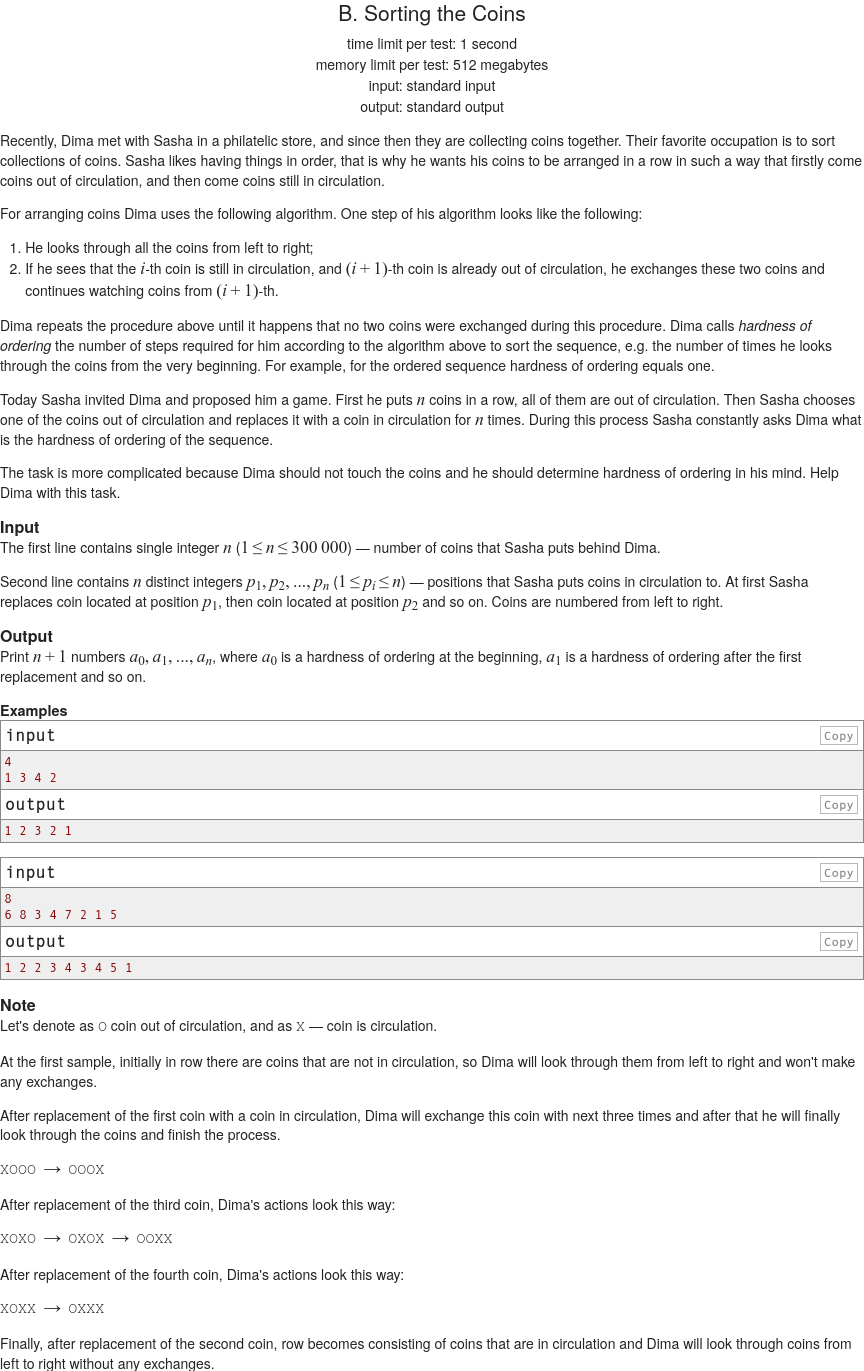 B. Sorting the Coins
time limit per test: 1 second
memory limit per test: 512 megabytes
input: standard input
output: standard output
Recently, Dima met with Sasha in a philatelic store, and since then they are collecting coins together. Their favorite occupation is to sort
collections of coins. Sasha likes having things in order, that is why he wants his coins to be arranged in a row in such a way that firstly come
coins out of circulation, and then come coins still in circulation.
For arranging coins Dima uses the following algorithm. One step of his algorithm looks like the following:
1. He looks through all the coins from left to right;
2. If he sees that the i-th coin is still in circulation, and (i + 1)-th coin is already out of circulation, he exchanges these two coins and
continues watching coins from (i + 1)-th.
Dima repeats the procedure above until it happens that no two coins were exchanged during this procedure. Dima calls hardness of
ordering the number of steps required for him according to the algorithm above to sort the sequence, e.g. the number of times he looks
through the coins from the very beginning. For example, for the ordered sequence hardness of ordering equals one.
Today Sasha invited Dima and proposed him a game. First he puts n coins in a row, all of them are out of circulation. Then Sasha chooses
one of the coins out of circulation and replaces it with a coin in circulation for n times. During this process Sasha constantly asks Dima what
is the hardness of ordering of the sequence.
The task is more complicated because Dima should not touch the coins and he should determine hardness of ordering in his mind. Help
Dima with this task.
Input
The first line contains single integer n (1 ≤ n ≤ 300 000) — number of coins that Sasha puts behind Dima.
Second line contains n distinct integers p1, p2, ..., pn (1 ≤ pi ≤ n) — positions that Sasha puts coins in circulation to. At first Sasha
replaces coin located at position p1, then coin located at position p2 and so on. Coins are numbered from left to right.
Output
Print n + 1 numbers a0, a1, ..., an, where a0 is a hardness of ordering at the beginning, a1 is a hardness of ordering after the first
replacement and so on.
Examples
input Copy
4
1 3 4 2
output Copy
1 2 3 2 1
input Copy
8
6 8 3 4 7 2 1 5
output Copy
1 2 2 3 4 3 4 5 1
Note
Let's denote as O coin out of circulation, and as X — coin is circulation.
At the first sample, initially in row there are coins that are not in circulation, so Dima will look through them from left to right and won't make
any exchanges.
After replacement of the first coin with a coin in circulation, Dima will exchange this coin with next three times and after that he will finally
look through the coins and finish the process.
XOOO → OOOX
After replacement of the third coin, Dima's actions look this way:
XOXO → OXOX → OOXX
After replacement of the fourth coin, Dima's actions look this way:
XOXX → OXXX
Finally, after replacement of the second coin, row becomes consisting of coins that are in circulation and Dima will look through coins from
left to right without any exchanges.